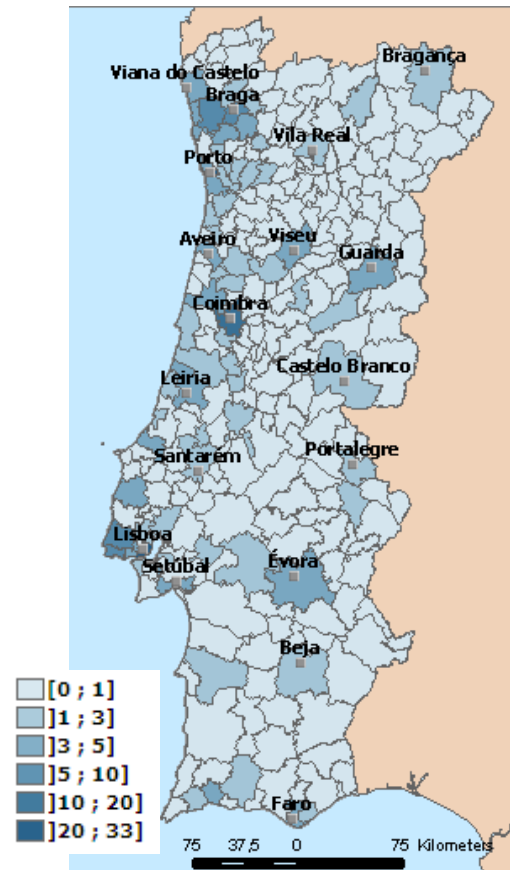 Bragança
Viana do Castelo
Braga
Vila Real
Porto
Aveiro
Viseu
Guarda
Coimbra
Castelo Branco
Leiria
Portalegre
Santarém
Lisboa
Setúbal
Évora
Beja
Faro
[0 ; 1]
]1 ; 3]
]3 ; 5]
]5 ; 10]
]10 ; 20]
]20 ; 33]
75 37,5 0 75 Kilometers